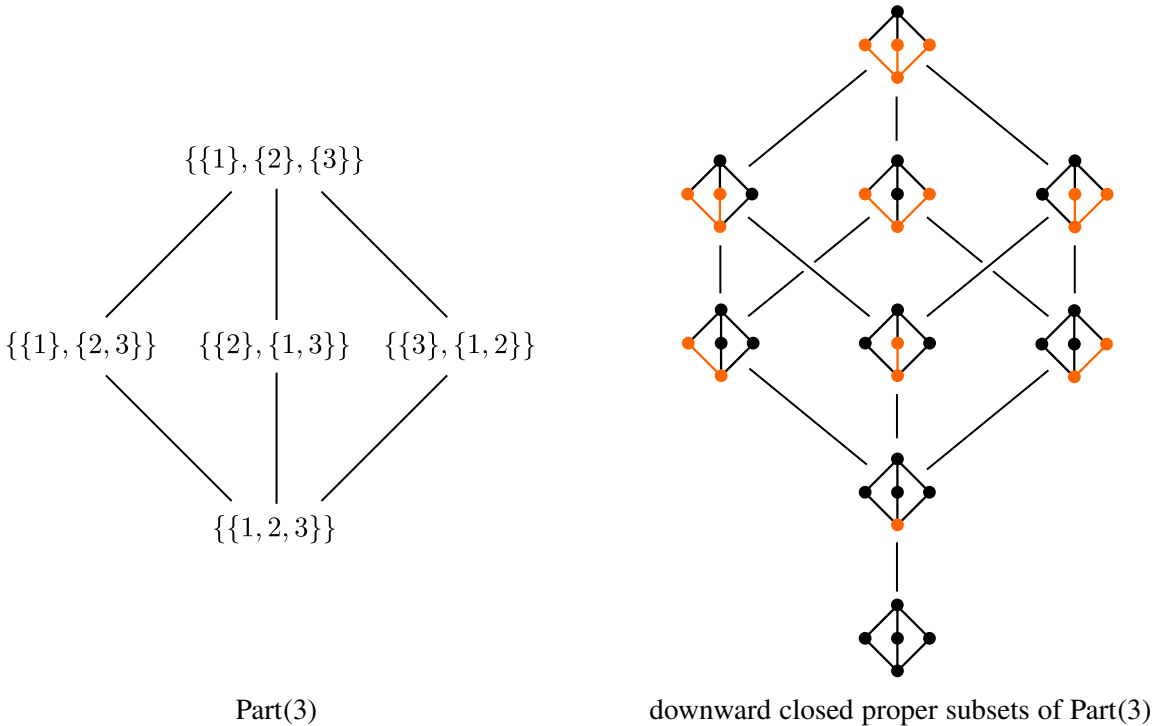 {{1}, {2}, {3}}
{{1}, {2, 3}} {{2}, {1, 3}} {{3}, {1, 2}}
{{1, 2, 3}}
Part(3)
downward closed proper subsets of Part(3)